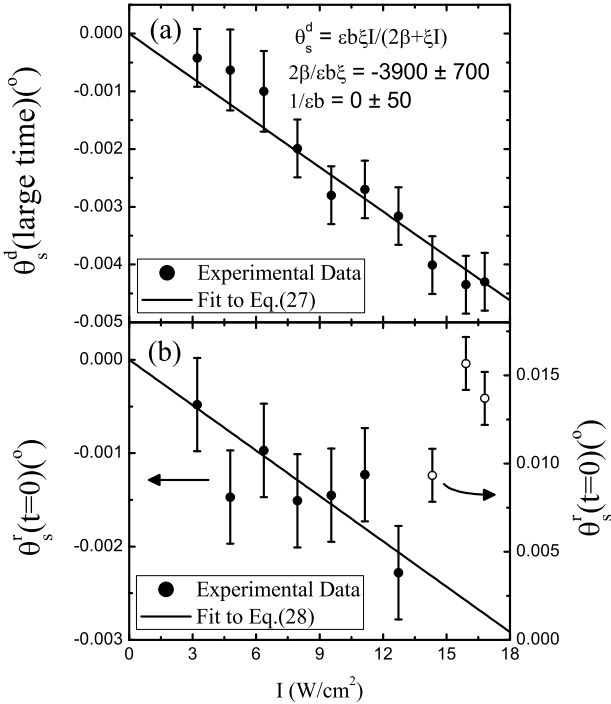 (a)
θₛᵈ = εbξI/(2β+ξI)
2β/εbξ = -3900 ± 700
1/εb = 0 ± 50
0.000
-0.001
-0.002
-0.003
-0.004
-0.005
θₛᵈ(large time)(°)
Experimental Data
Fit to Eq.(27)
(b)
0.000
-0.001
-0.002
-0.003
θₛʳ(t=0)(°)
0.015
0.010
0.005
0.000
θₛʳ(t=0)(°)
Experimental Data
Fit to Eq.(28)
0 3 6 9 12 15 18
I (W/cm²)